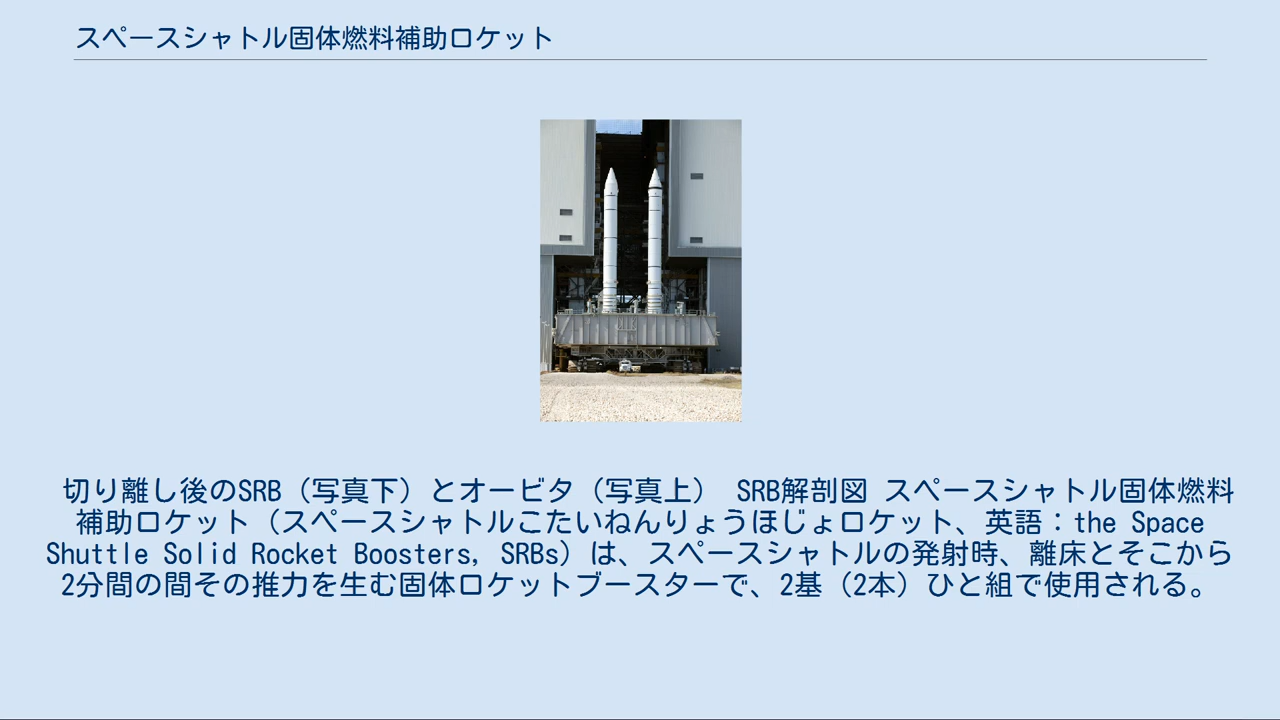 スペースシャトル固体燃料補助ロケット
切り離し後のSRB（写真下）とオービタ（写真上） SRB解剖図 スペースシャトル固体燃料
補助ロケット（スペースシャトルこたいねんりょうほじょロケット、英語：the Space
Shuttle Solid Rocket Boosters, SRBs）は、スペースシャトルの発射時、離床とそこから
2分間の間その推力を生む固体ロケットブースターで、2基（2本）ひと組で使用される。